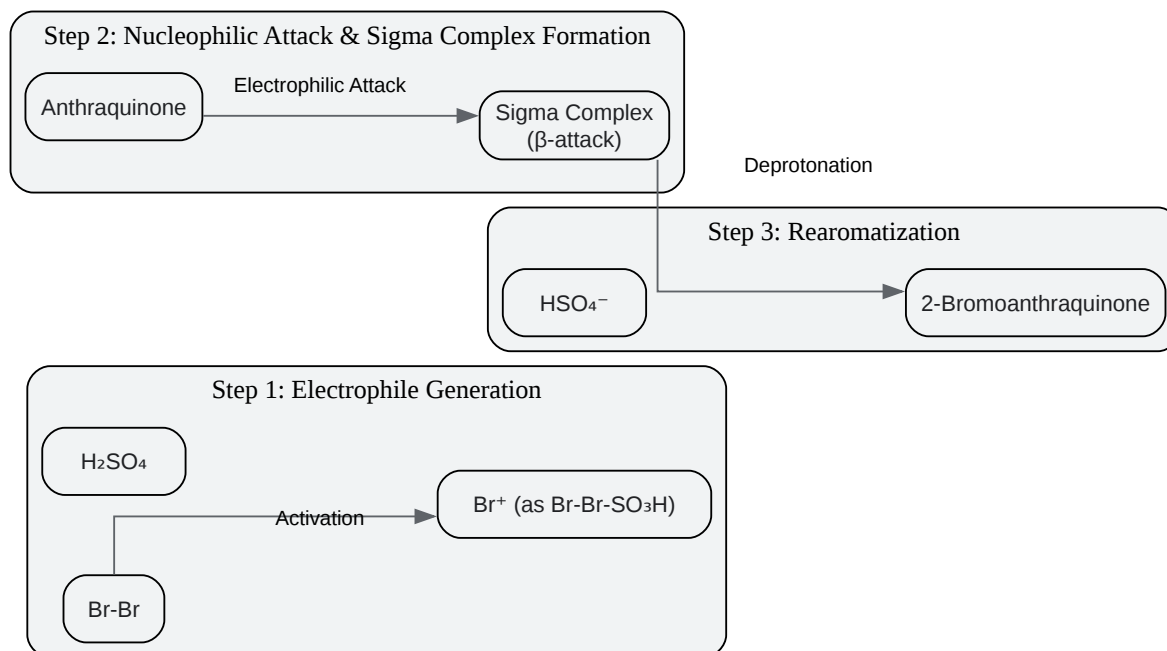 Step 2: Nucleophilic Attack & Sigma Complex Formation
Anthraquinone
Electrophilic Attack
Sigma Complex
(β-attack)
Deprotonation
Step 3: Rearomatization
HSO₄⁻
2-Bromoanthraquinone
Step 1: Electrophile Generation
H₂SO₄
Br⁺ (as Br-Br-SO₃H)
Activation
Br-Br